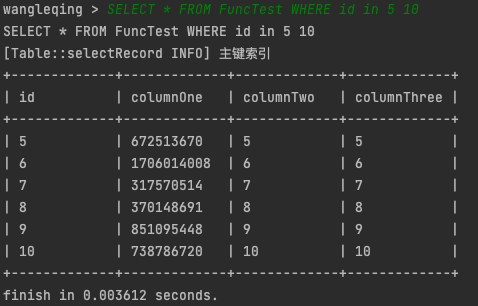 wangleqing > SELECT * FROM FuncTest WHERE id in 5 10
SELECT * FROM FuncTest WHERE id in 5 10
[Table::selectRecord INFO] 主键索引
+-------------+-------------+-------------+-------------+
| id          | columnOne   | columnTwo   | columnThree |
+-------------+-------------+-------------+-------------+
| 5           | 672513670   | 5           | 5           |
| 6           | 1706014008  | 6           | 6           |
| 7           | 317570514   | 7           | 7           |
| 8           | 370148691   | 8           | 8           |
| 9           | 851095448   | 9           | 9           |
| 10          | 738786720   | 10          | 10          |
+-------------+-------------+-------------+-------------+
finish in 0.003612 seconds.